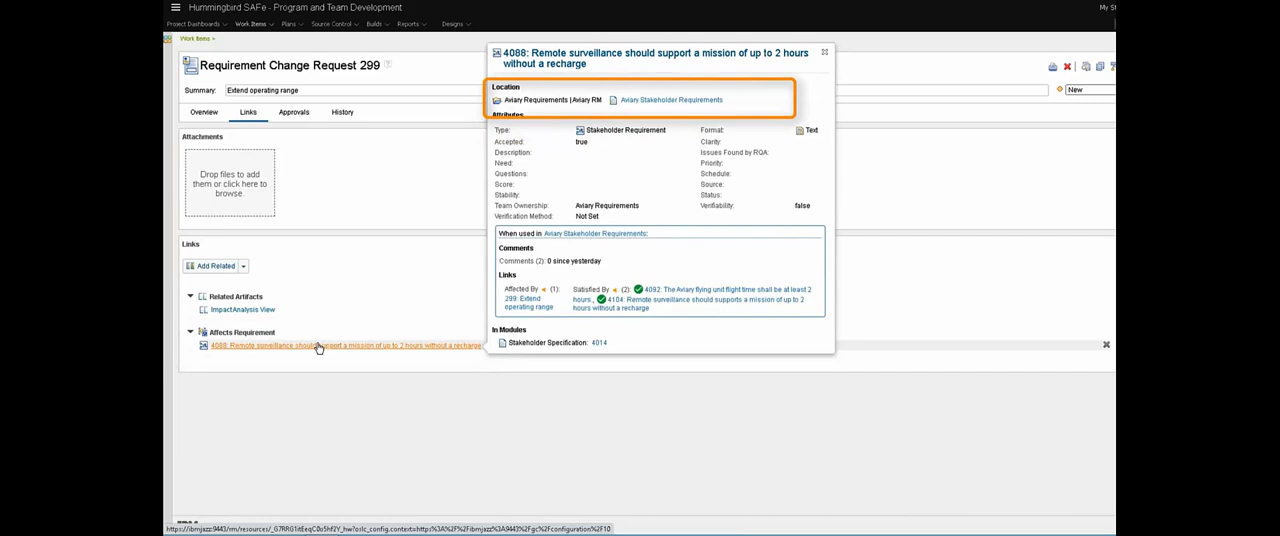 Hummingbird SAFe - Program and Team Development
My St
Project Dashboards Work Items Plans Source Control Builds Reports Designs
Work Items >
Requirement Change Request 299
Summary: Extend operating range
New
Overview Links Approvals History
Attachments
Drop files to add
them or click here to
browse.
Links
Add Related
Related Artifacts
ImpactAnalysis View
Affects Requirement
4088: Remote surveillance should support a mission of up to 2 hours without a recharge
4088: Remote surveillance should support a mission of up to 2 hours
without a recharge
Location
Aviary Requirements | Aviary RM Aviary Stakeholder Requirements
Attributes
Type: Stakeholder Requirement Format: Text
Accepted: true Clarity:
Description: Issues Found by RQA:
Need: Priority:
Questions: Schedule:
Score: Source:
Stability: Status:
Team Ownership: Aviary Requirements Verifiability: false
Verification Method: Not Set
When used in Aviary Stakeholder Requirements:
Comments
Comments (2): 0 since yesterday
Links
Affected By (1):
299: Extend
operating range
Satisfied By (2): 4092: The Aviary flying unit flight time shall be at least 2
hours., 4104: Remote surveillance should supports a mission of up to 2
hours without a recharge
In Modules
Stakeholder Specification: 4014